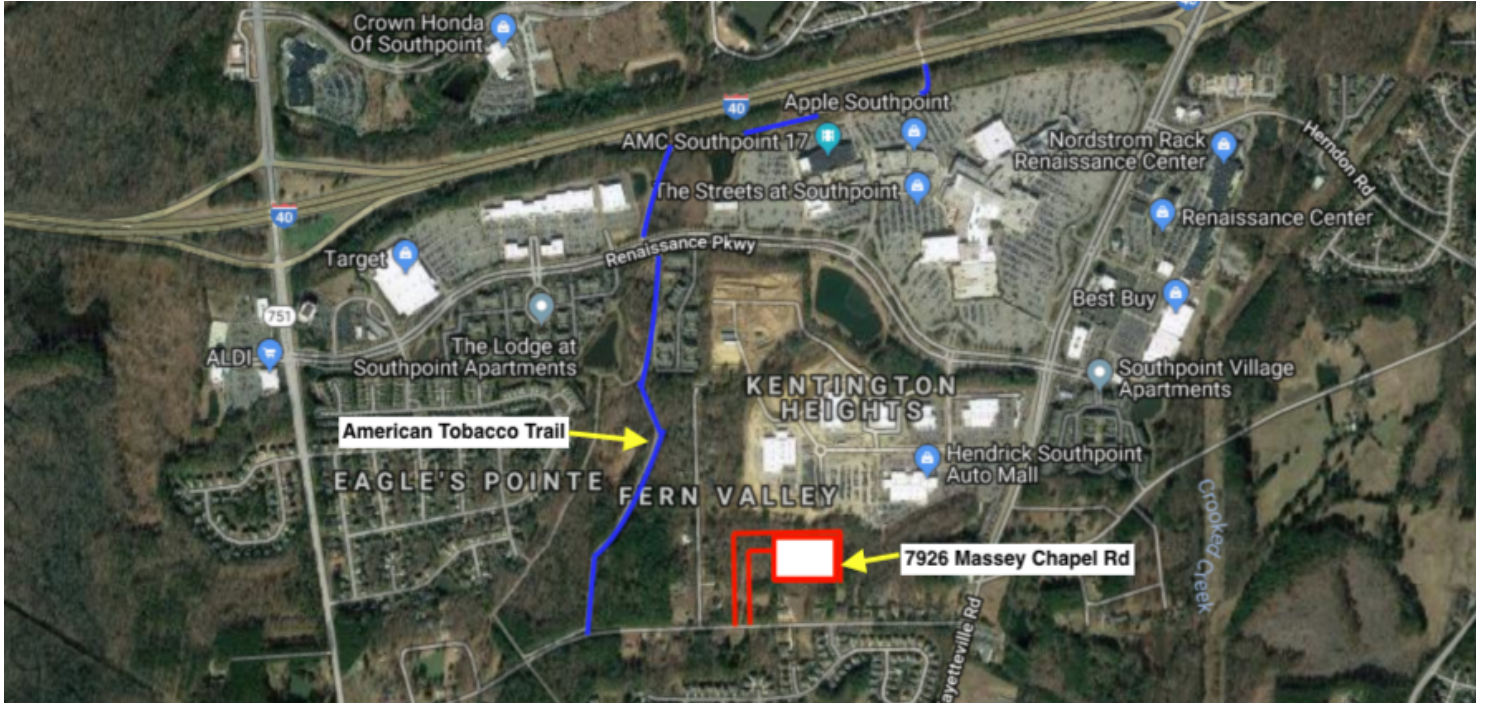 Crown Honda
Of Southpoint
40
40
Apple Southpoint
AMC Southpoint 17
Nordstrom Rack
Renaissance Center
Herndon Rd
The Streets at Southpoint
40
Renaissance Center
Renaissance Pkwy
Target
Best Buy
751
ALDI
The Lodge at
Southpoint Apartments
Southpoint Village
Apartments
KENTINGTON
HEIGHTS
American Tobacco Trail
Hendrick Southpoint
Auto Mall
EAGLE'S POINTE
FERN VALLEY
Crooked Creek
7926 Massey Chapel Rd
ayetteville Rd